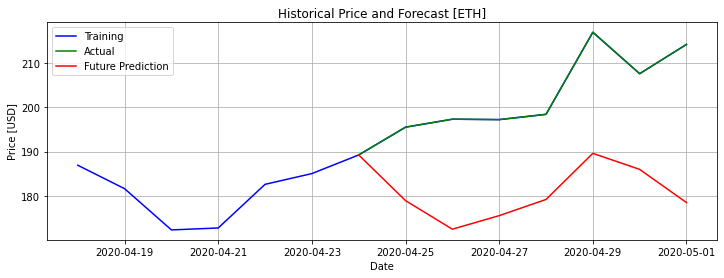 Historical Price and Forecast [ETH]
Training
Actual
Future Prediction
Price [USD]
210
200
190
180
2020-04-19
2020-04-21
2020-04-23
2020-04-25
2020-04-27
2020-04-29
2020-05-01
Date